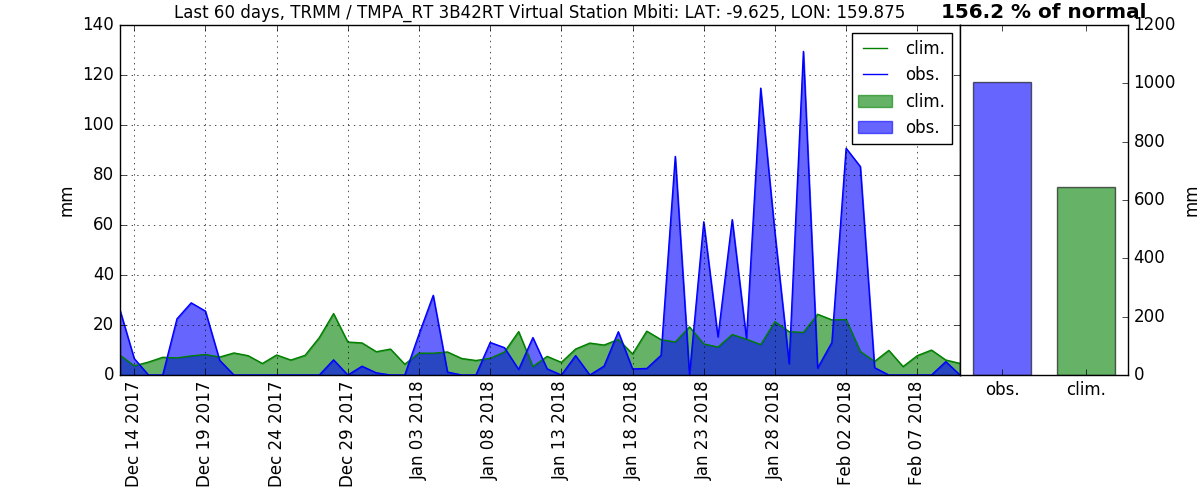 Last 60 days, TRMM / TMPA_RT 3B42RT Virtual Station Mbiti: LAT: -9.625, LON: 159.875
156.2 % of normal
140
120
100
80
60
40
20
0
mm
clim.
obs.
clim.
obs.
Dec 14 2017
Dec 19 2017
Dec 24 2017
Dec 29 2017
Jan 03 2018
Jan 08 2018
Jan 13 2018
Jan 18 2018
Jan 23 2018
Jan 28 2018
Feb 02 2018
Feb 07 2018
1200
1000
800
600
400
200
0
mm
obs.
clim.